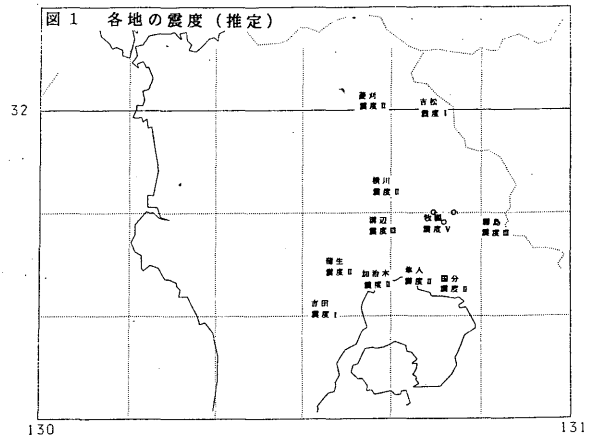 図1 各地の震度(推定)
32
菱刈
震度Ⅱ
吉松
震度Ⅰ
横川
震度Ⅱ
溝辺
震度Ⅲ
牧園
震度Ⅴ
霧島
震度Ⅲ
蒲生
震度Ⅱ
加治木
震度Ⅱ
隼人
震度Ⅱ
国分
震度Ⅱ
吉田
震度Ⅰ
130
131